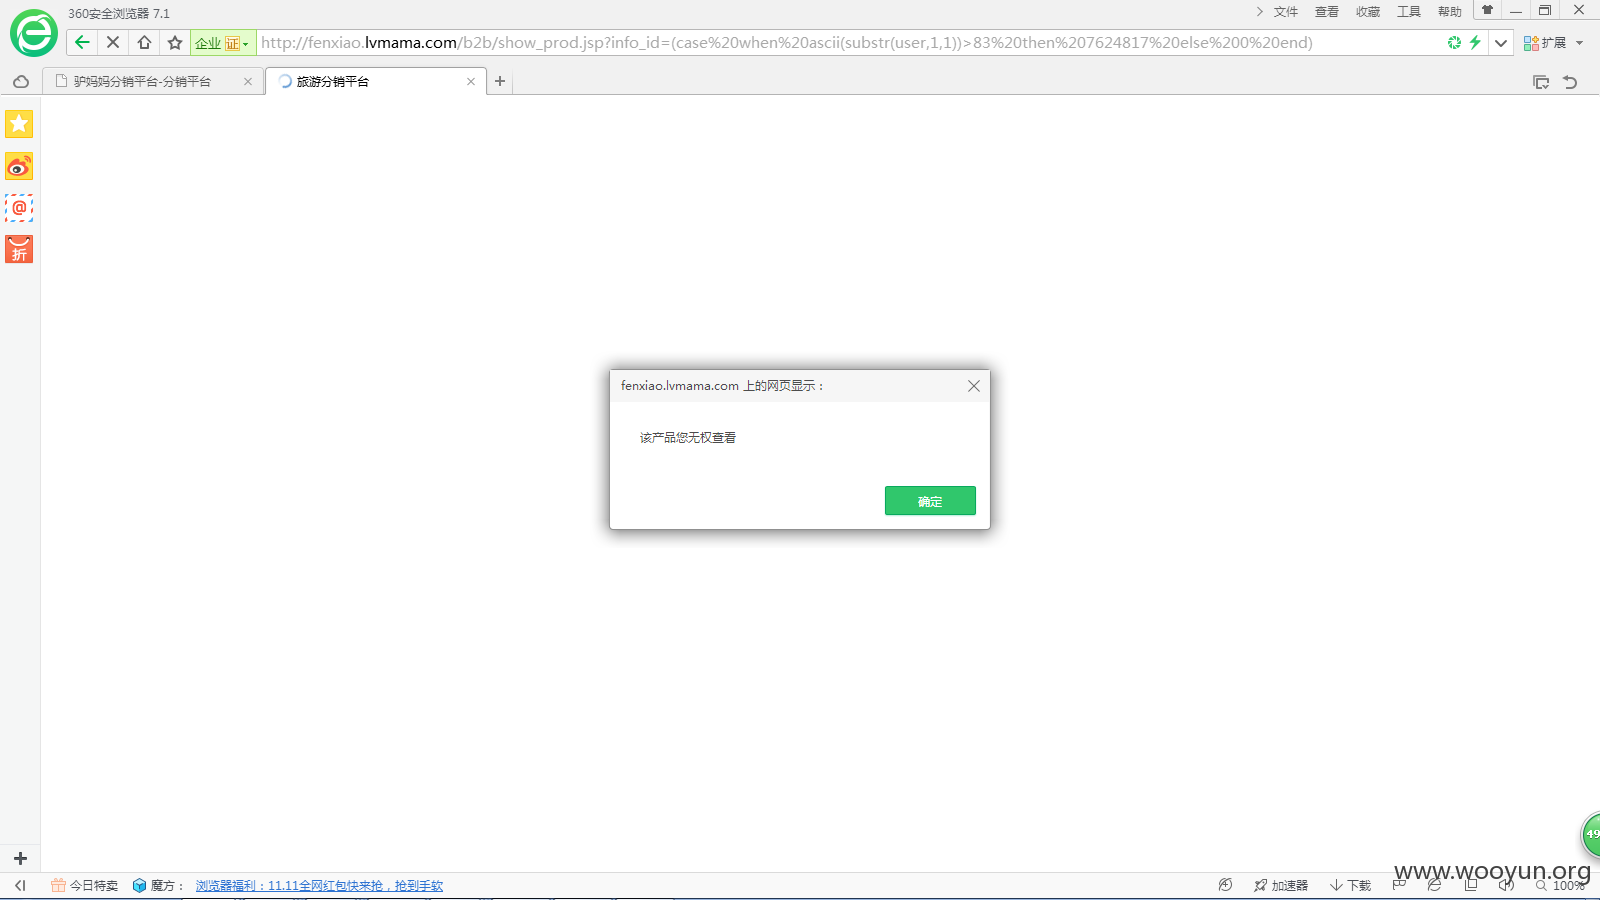 360安全浏览器 7.1
文件 查看 收藏 工具 帮助
企业 证 http://fenxiao.lvmama.com/b2b/show_prod.jsp?info_id=(case%20when%20ascii(substr(user,1,1))>83%20then%207624817%20else%200%20end) 扩展
驴妈妈分销平台-分销平台 旅游分销平台
@
折
fenxiao.lvmama.com 上的网页显示：
该产品您无权查看
确定
49
www.wooyun.org
今日特卖 魔方： 浏览器福利：11.11全网红包快来抢，抢到手软 加速器 下载 100%